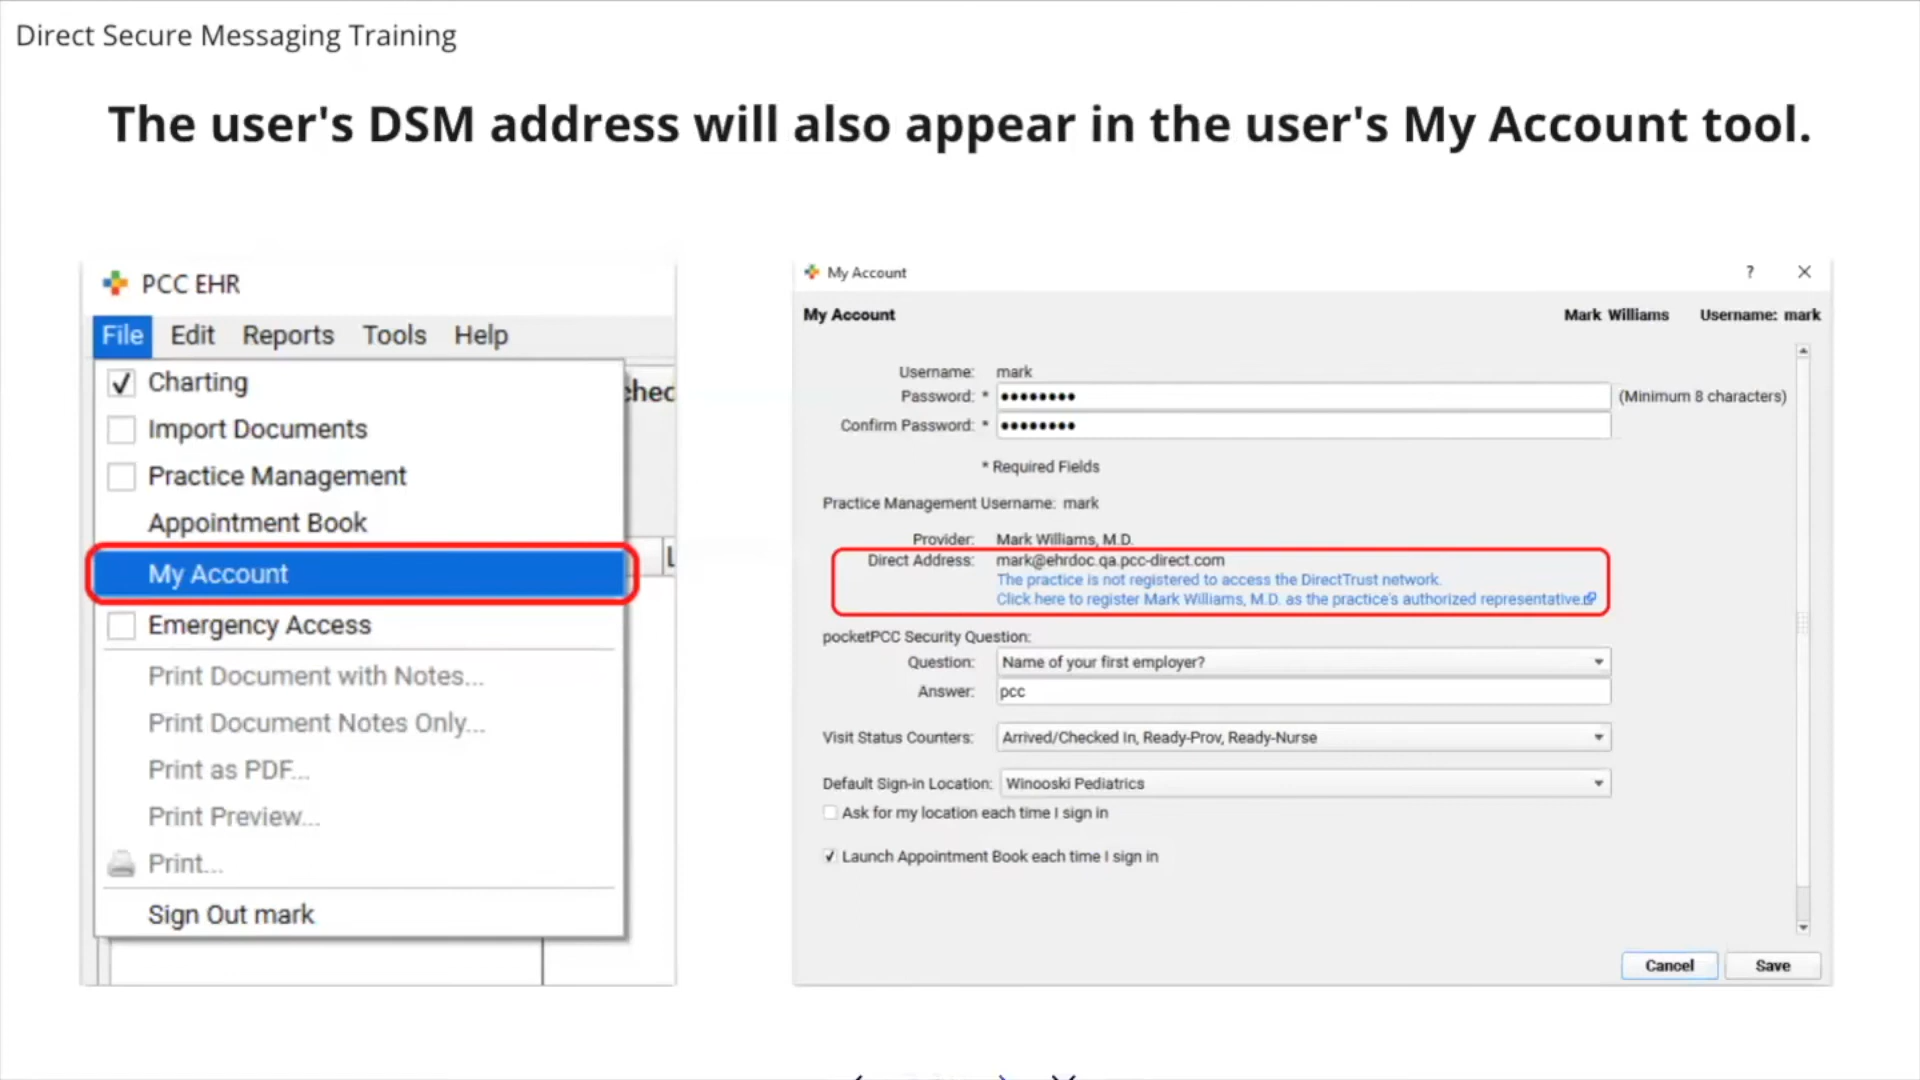 Direct Secure Messaging Training
The user's DSM address will also appear in the user's My Account tool.
PCC EHR
File Edit Reports Tools Help
Charting
Import Documents
Practice Management
Appointment Book
My Account
Emergency Access
Print Document with Notes...
Print Document Notes Only...
Print as PDF...
Print Preview...
Print...
Sign Out mark
My Account
My Account Mark Williams Username: mark
Username: mark
Password: * (Minimum 8 characters)
Confirm Password: *
* Required Fields
Practice Management Username: mark
Provider: Mark Williams, M.D.
Direct Address: mark@ehrdoc.qa.pcc-direct.com
The practice is not registered to access the DirectTrust network.
Click here to register Mark Williams, M.D. as the practice's authorized representative.
pocketPCC Security Question:
Question: Name of your first employer?
Answer: pcc
Visit Status Counters: Arrived/Checked In, Ready-Prov, Ready-Nurse
Default Sign-in Location: Winooski Pediatrics
Ask for my location each time I sign in
Launch Appointment Book each time I sign in
Cancel Save